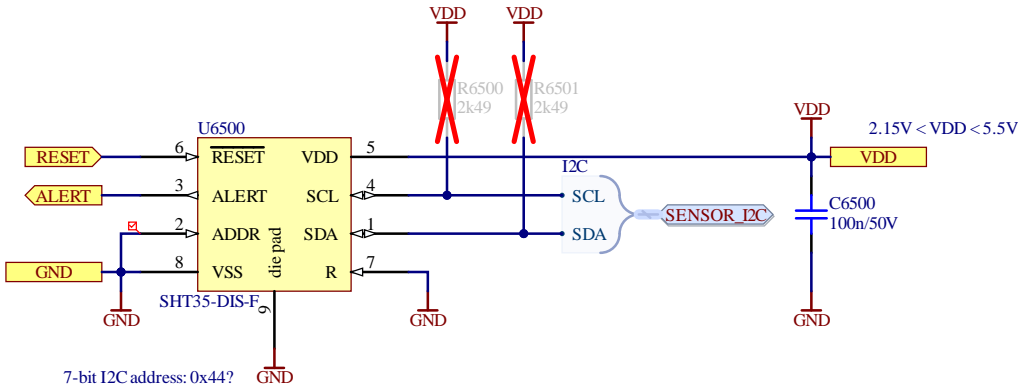 VDD
VDD
R6500
2k49
R6501
2k49
VDD
2.15V < VDD < 5.5V
U6500
RESET
6
RESET
VDD
5
VDD
I2C
ALERT
3
ALERT
SCL
4
SCL
SENSOR_I2C
C6500
100n/50V
2
ADDR
SDA
1
SDA
GND
8
VSS
die pad
R
7
SHT35-DIS-F
9
GND
GND
GND
7-bit I2C address: 0x44?
GND